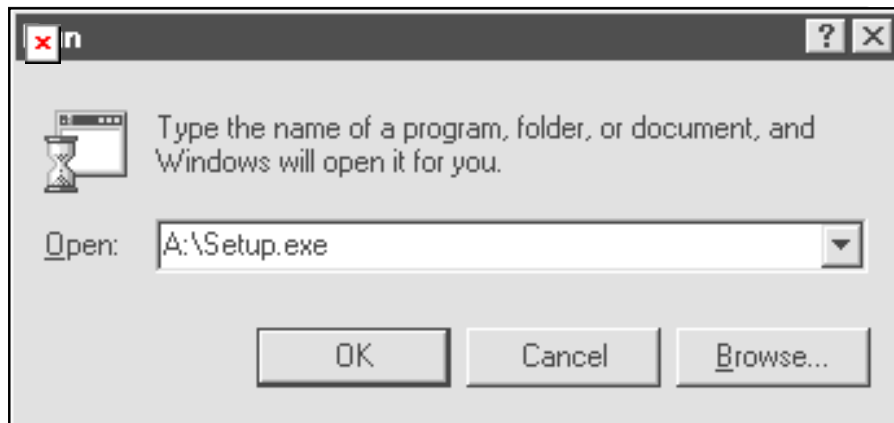 n
?
Type the name of a program, folder, or document, and
Windows will open it for you.
Open: A:\Setup.exe
OK Cancel Browse...